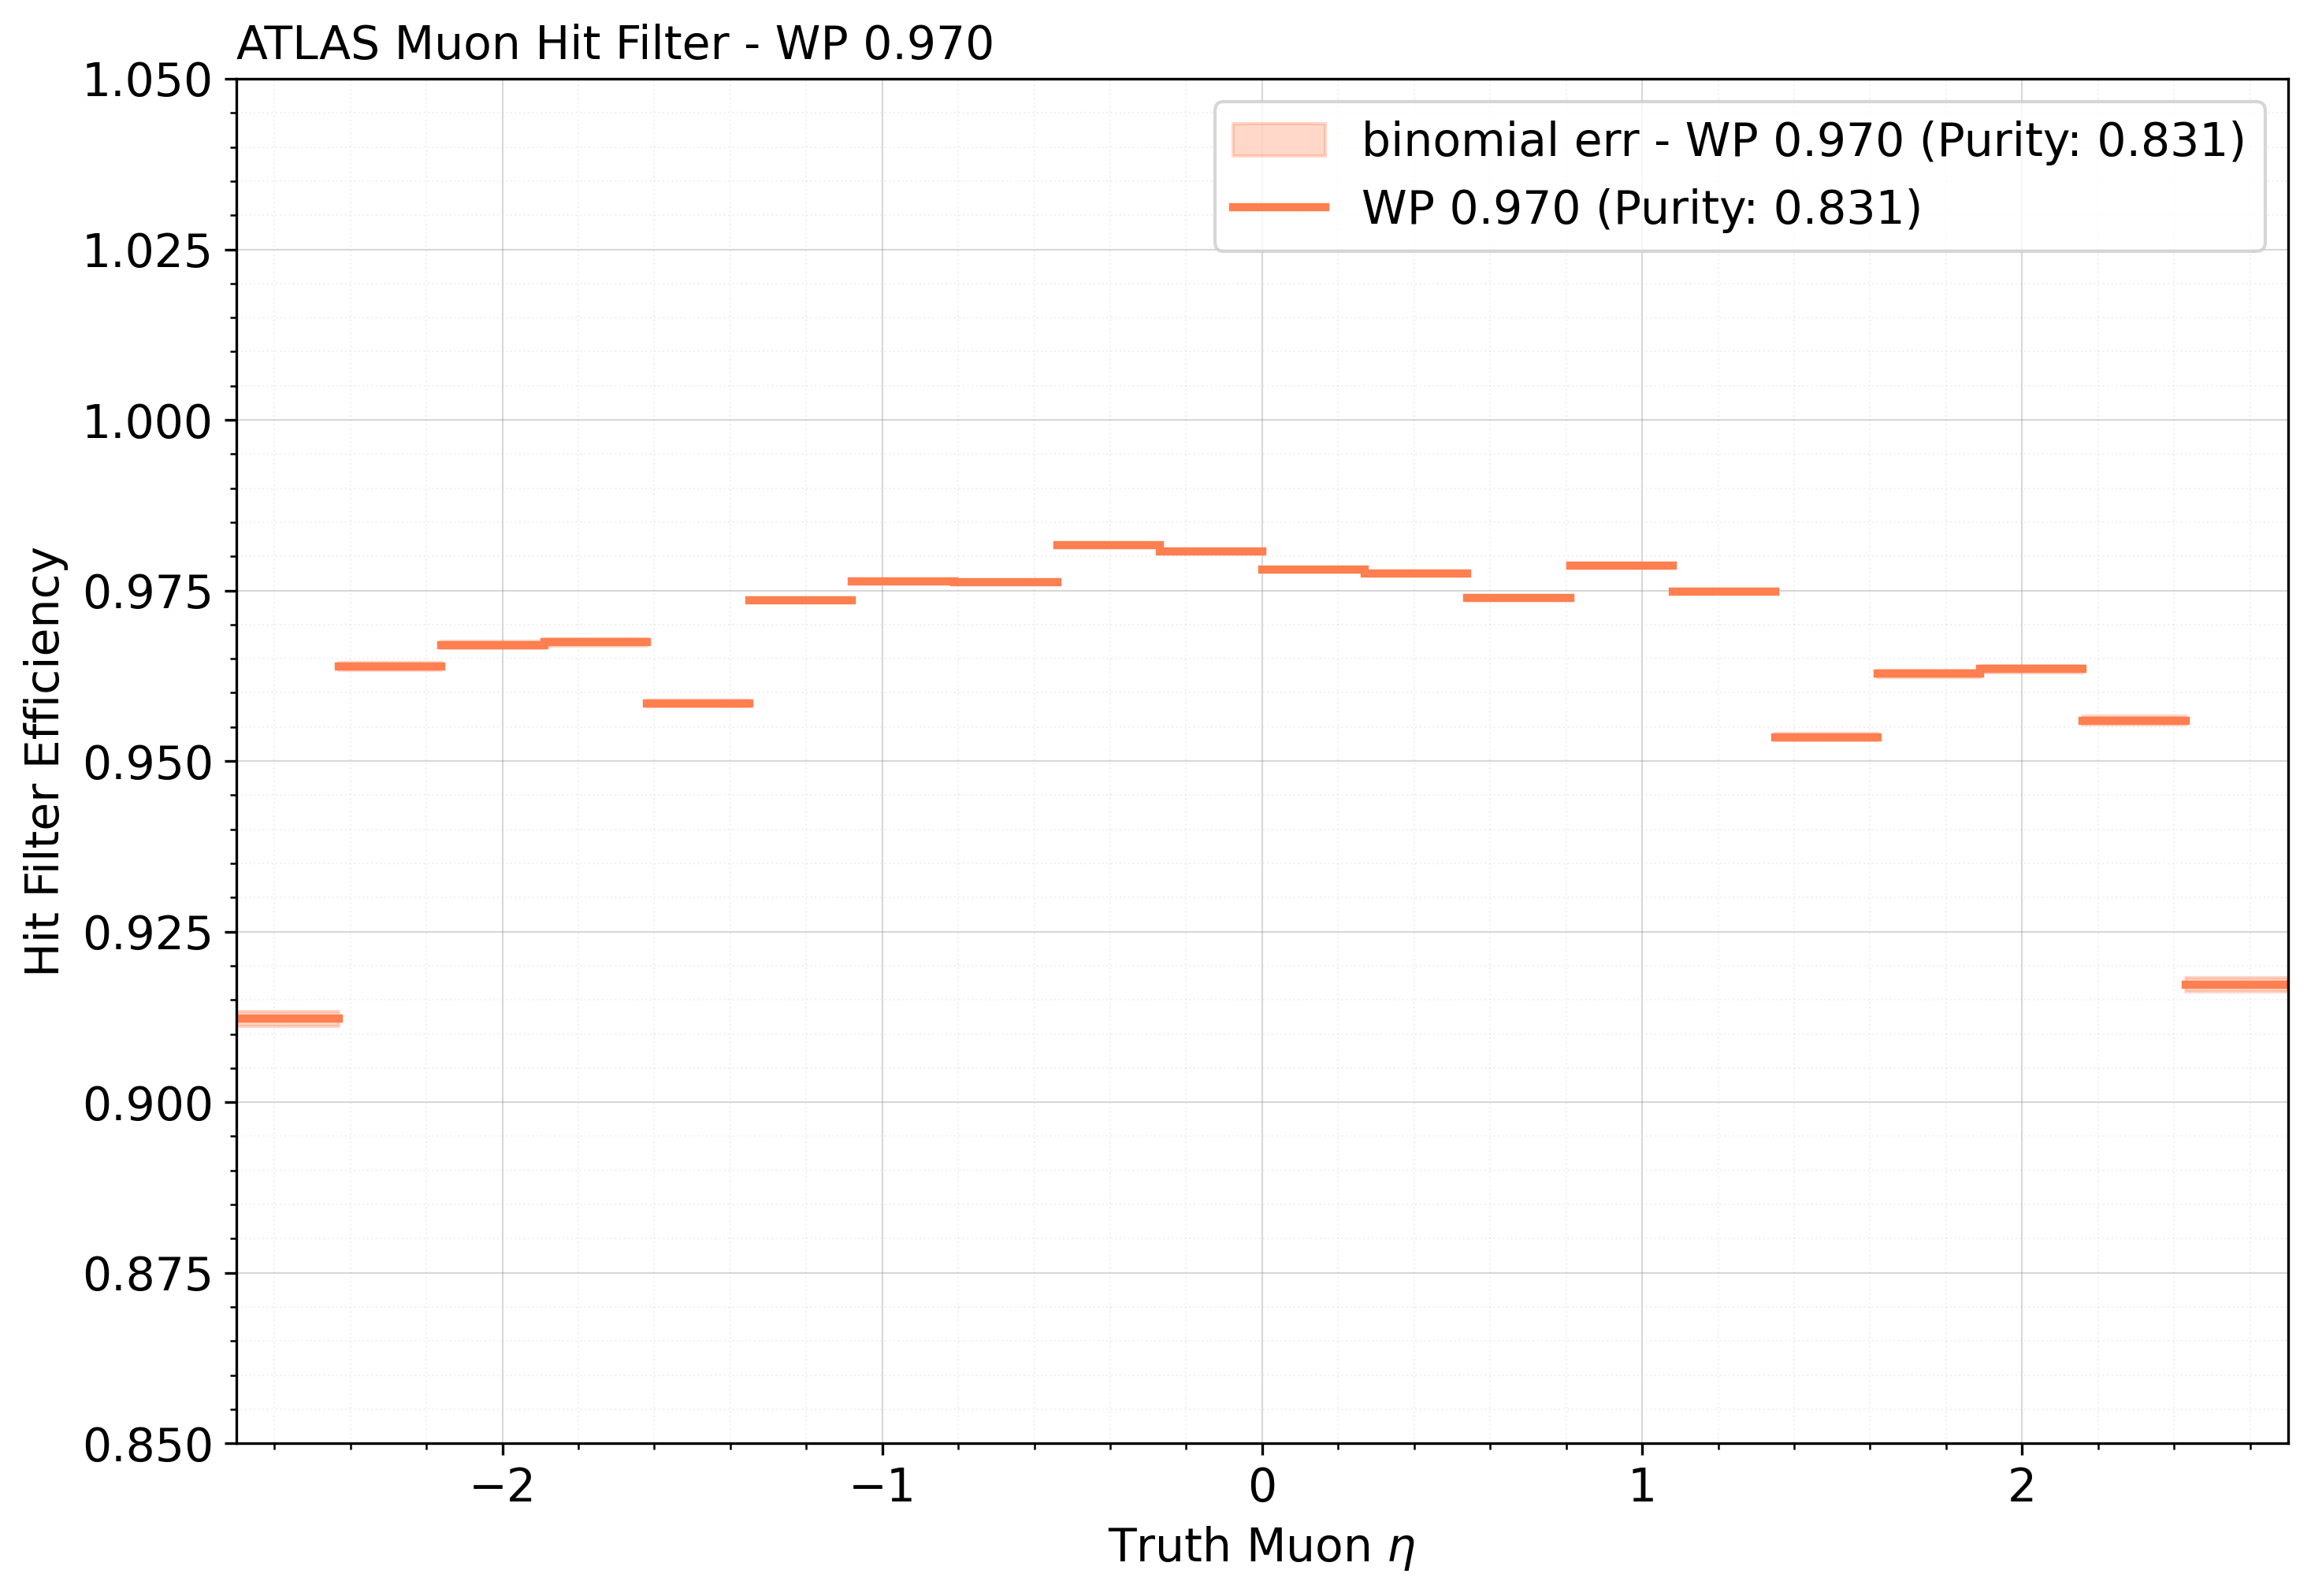 ATLAS Muon Hit Filter - WP 0.970
binomial err - WP 0.970 (Purity: 0.831)
WP 0.970 (Purity: 0.831)
Hit Filter Efficiency
1.050
1.025
1.000
0.975
0.950
0.925
0.900
0.875
0.850
−2
−1
0
1
2
Truth Muon η